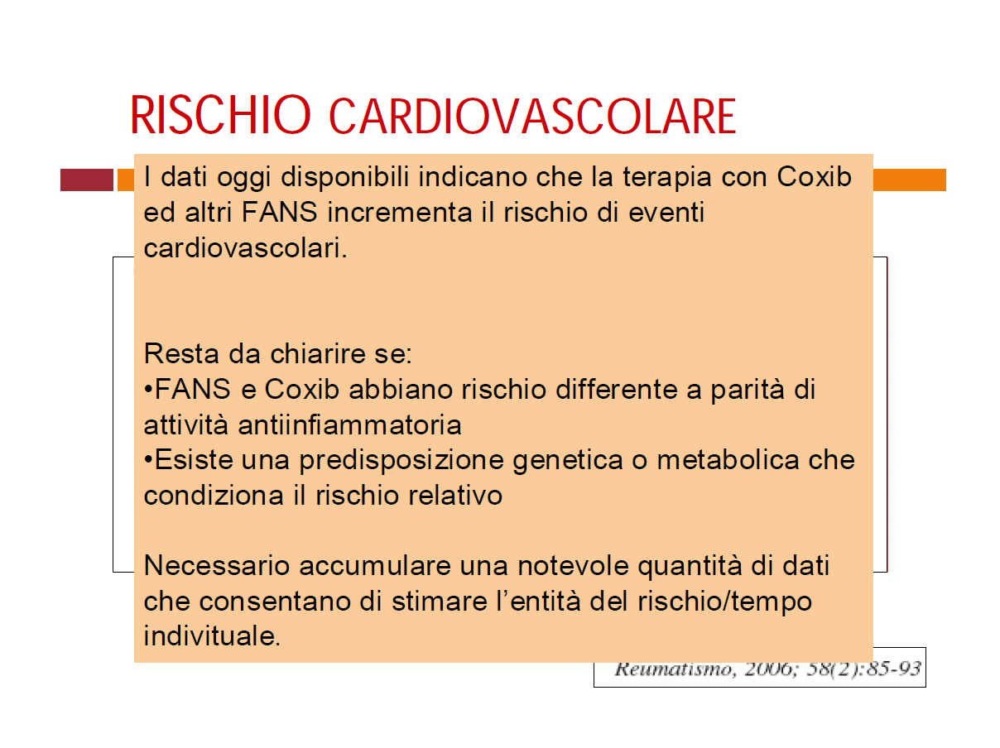 RISCHIO CARDIOVASCOLARE
I dati oggi disponibili indicano che la terapia con Coxib
ed altri FANS incrementa il rischio di eventi
cardiovascolari.
Resta da chiarire se:
•FANS e Coxib abbiano rischio differente a parità di
attività antiinfiammatoria
•Esiste una predisposizione genetica o metabolica che
condiziona il rischio relativo
Necessario accumulare una notevole quantità di dati
che consentano di stimare l’entità del rischio/tempo
indivituale.
Reumatismo, 2006; 58(2):85-93